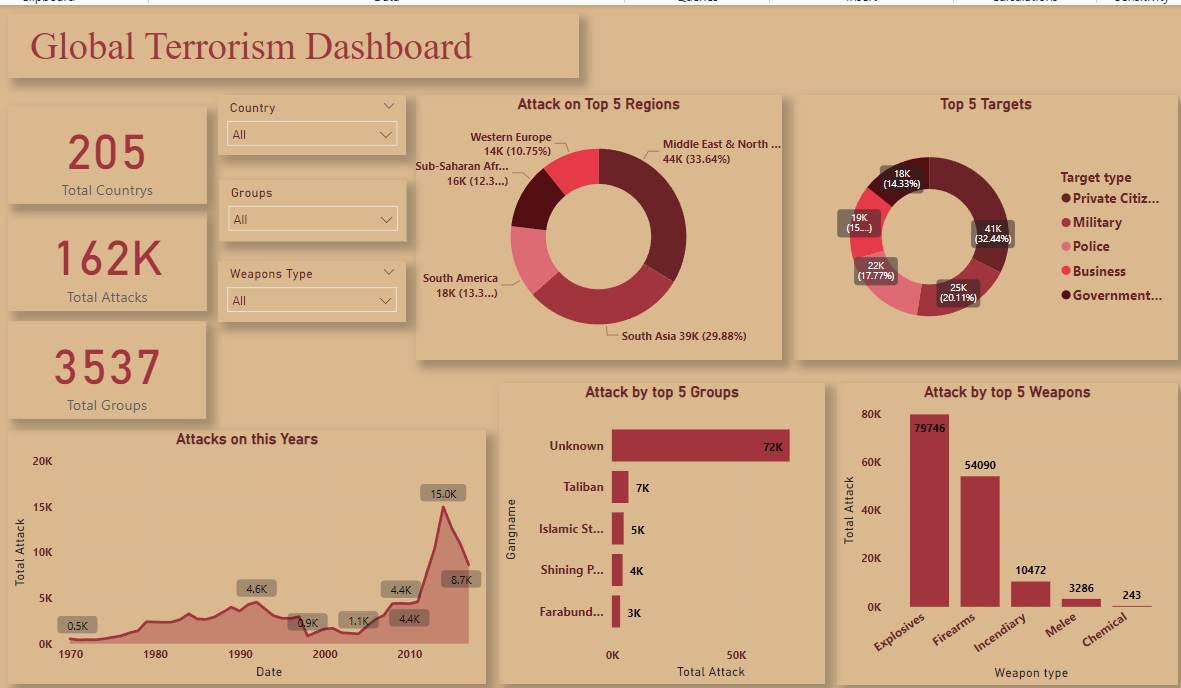 Global Terrorism Dashboard
205
Total Countrys
162K
Total Attacks
3537
Total Groups
Country
All
Groups
All
Weapons Type
All
Attack on Top 5 Regions
Western Europe
14K (10.75%)
Sub-Saharan Afr...
16K (12.3...)
South America
18K (13.3...)
Middle East & North ...
44K (33.64%)
South Asia 39K (29.88%)
Top 5 Targets
18K
(14.33%)
19K
(15....)
22K
(17.77%)
25K
(20.11%)
41K
(32.44%)
Target type
Private Citiz...
Military
Police
Business
Government...
Attacks on this Years
Total Attack
20K
15K
10K
5K
0K
0.5K
4.6K
0.9K
1.1K
4.4K
4.4K
15.0K
8.7K
1970
1980
1990
2000
2010
Date
Attack by top 5 Groups
Gangname
Unknown
72K
Taliban
7K
Islamic St...
5K
Shining P...
4K
Farabund...
3K
0K
50K
Total Attack
Attack by top 5 Weapons
Total Attack
80K
60K
40K
20K
0K
79746
54090
10472
3286
243
Explosives
Firearms
Incendiary
Melee
Chemical
Weapon type